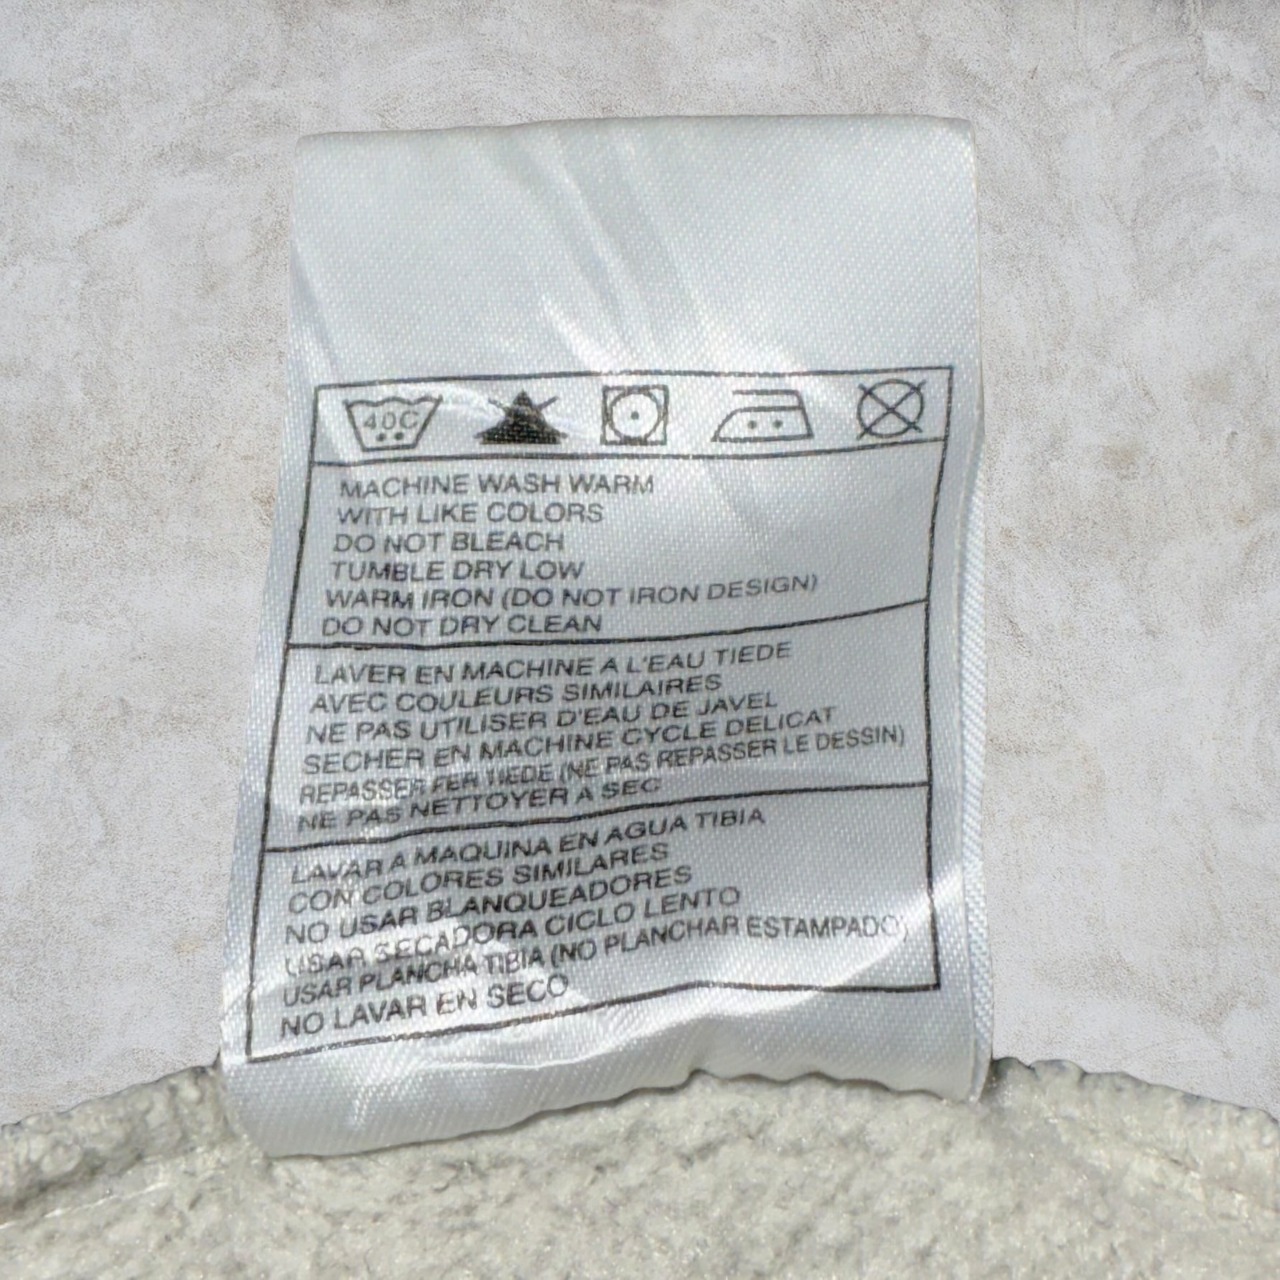 40C
MACHINE WASH WARM
WITH LIKE COLORS
DO NOT BLEACH
TUMBLE DRY LOW
WARM IRON (DO NOT IRON DESIGN)
DO NOT DRY CLEAN
LAVER EN MACHINE A L'EAU TIEDE
AVEC COULEURS SIMILAIRES
NE PAS UTILISER D'EAU DE JAVEL
SECHER EN MACHINE CYCLE DELICAT
REPASSER FER TIEDE (NE PAS REPASSER LE DESSIN)
NE PAS NETTOYER A SEC
LAVAR A MAQUINA EN AGUA TIBIA
CON COLORES SIMILARES
NO USAR BLANQUEADORES
USAR SECADORA CICLO LENTO
USAR PLANCHA TIBIA (NO PLANCHAR ESTAMPADO)
NO LAVAR EN SECO